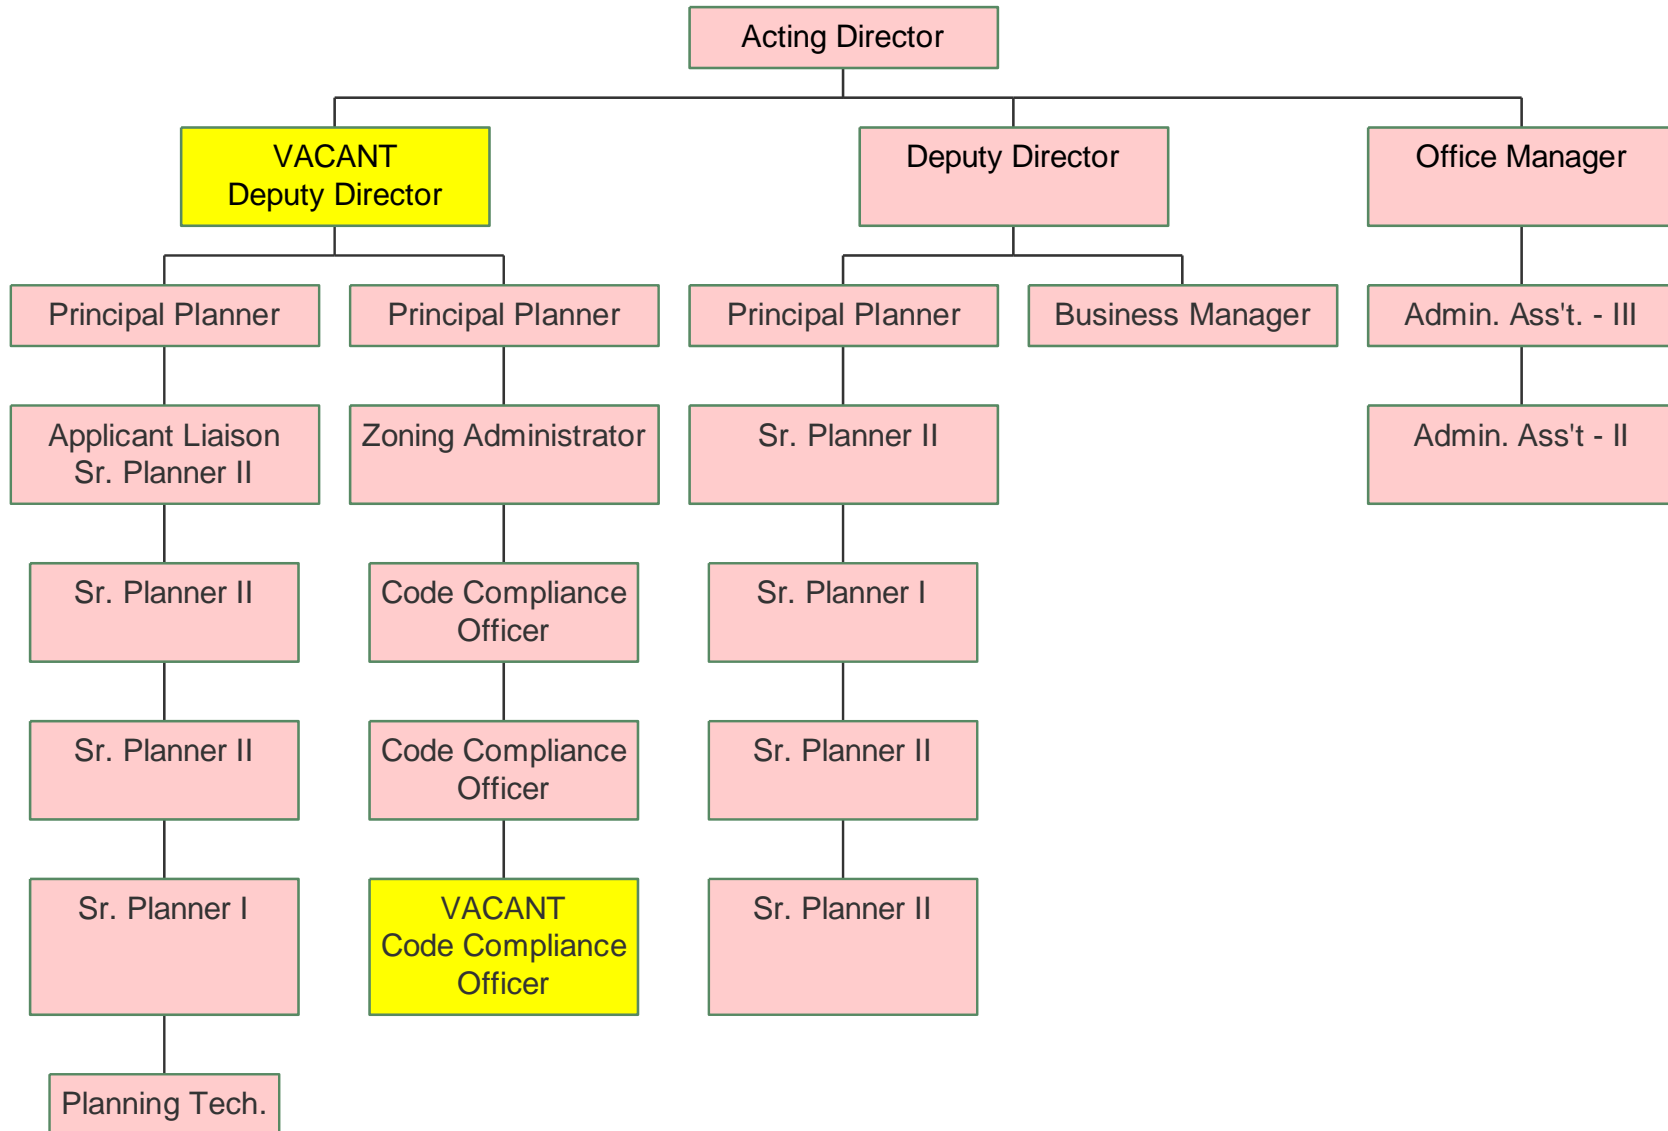 Acting Director
VACANT
Deputy Director
Deputy Director
Office Manager
Principal Planner
Principal Planner
Principal Planner
Business Manager
Admin. Ass't. - III
Applicant Liaison
Sr. Planner II
Zoning Administrator
Sr. Planner II
Admin. Ass't - II
Sr. Planner II
Code Compliance
Officer
Sr. Planner I
Sr. Planner II
Code Compliance
Officer
Sr. Planner II
Sr. Planner I
VACANT
Code Compliance
Officer
Sr. Planner II
Planning Tech.